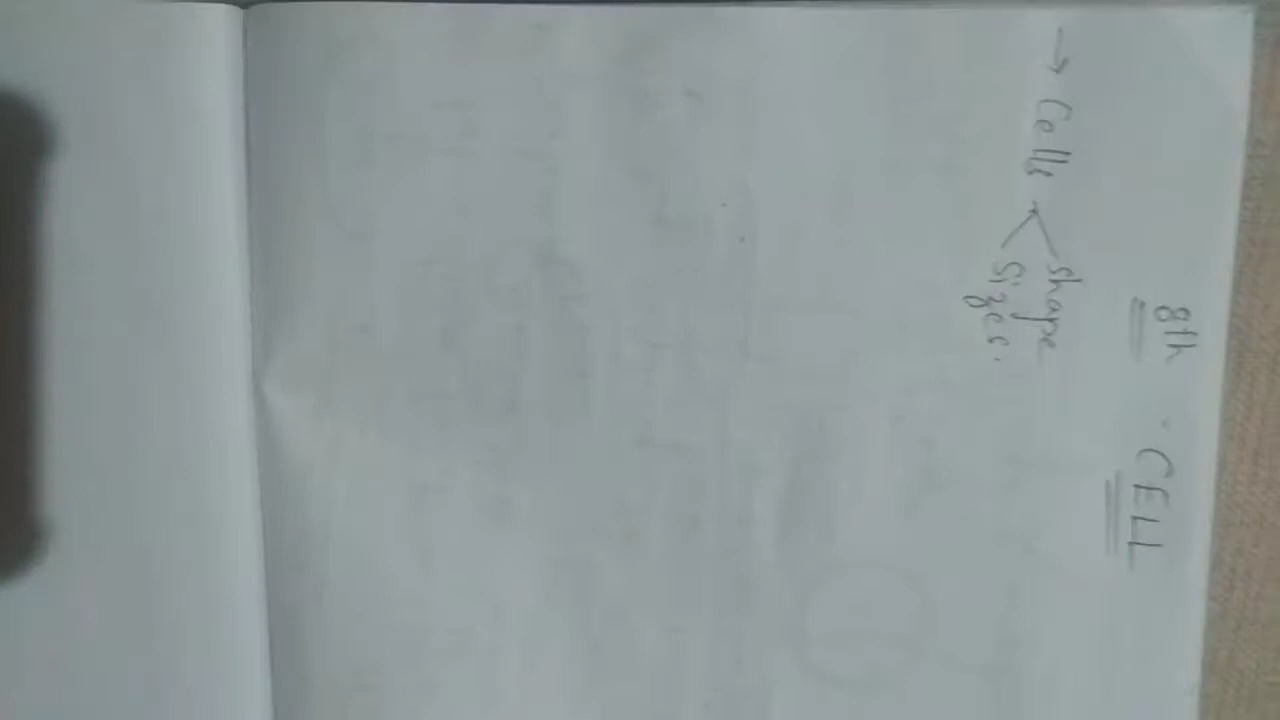 8th . CELL
→ Cells < shape
sizes.